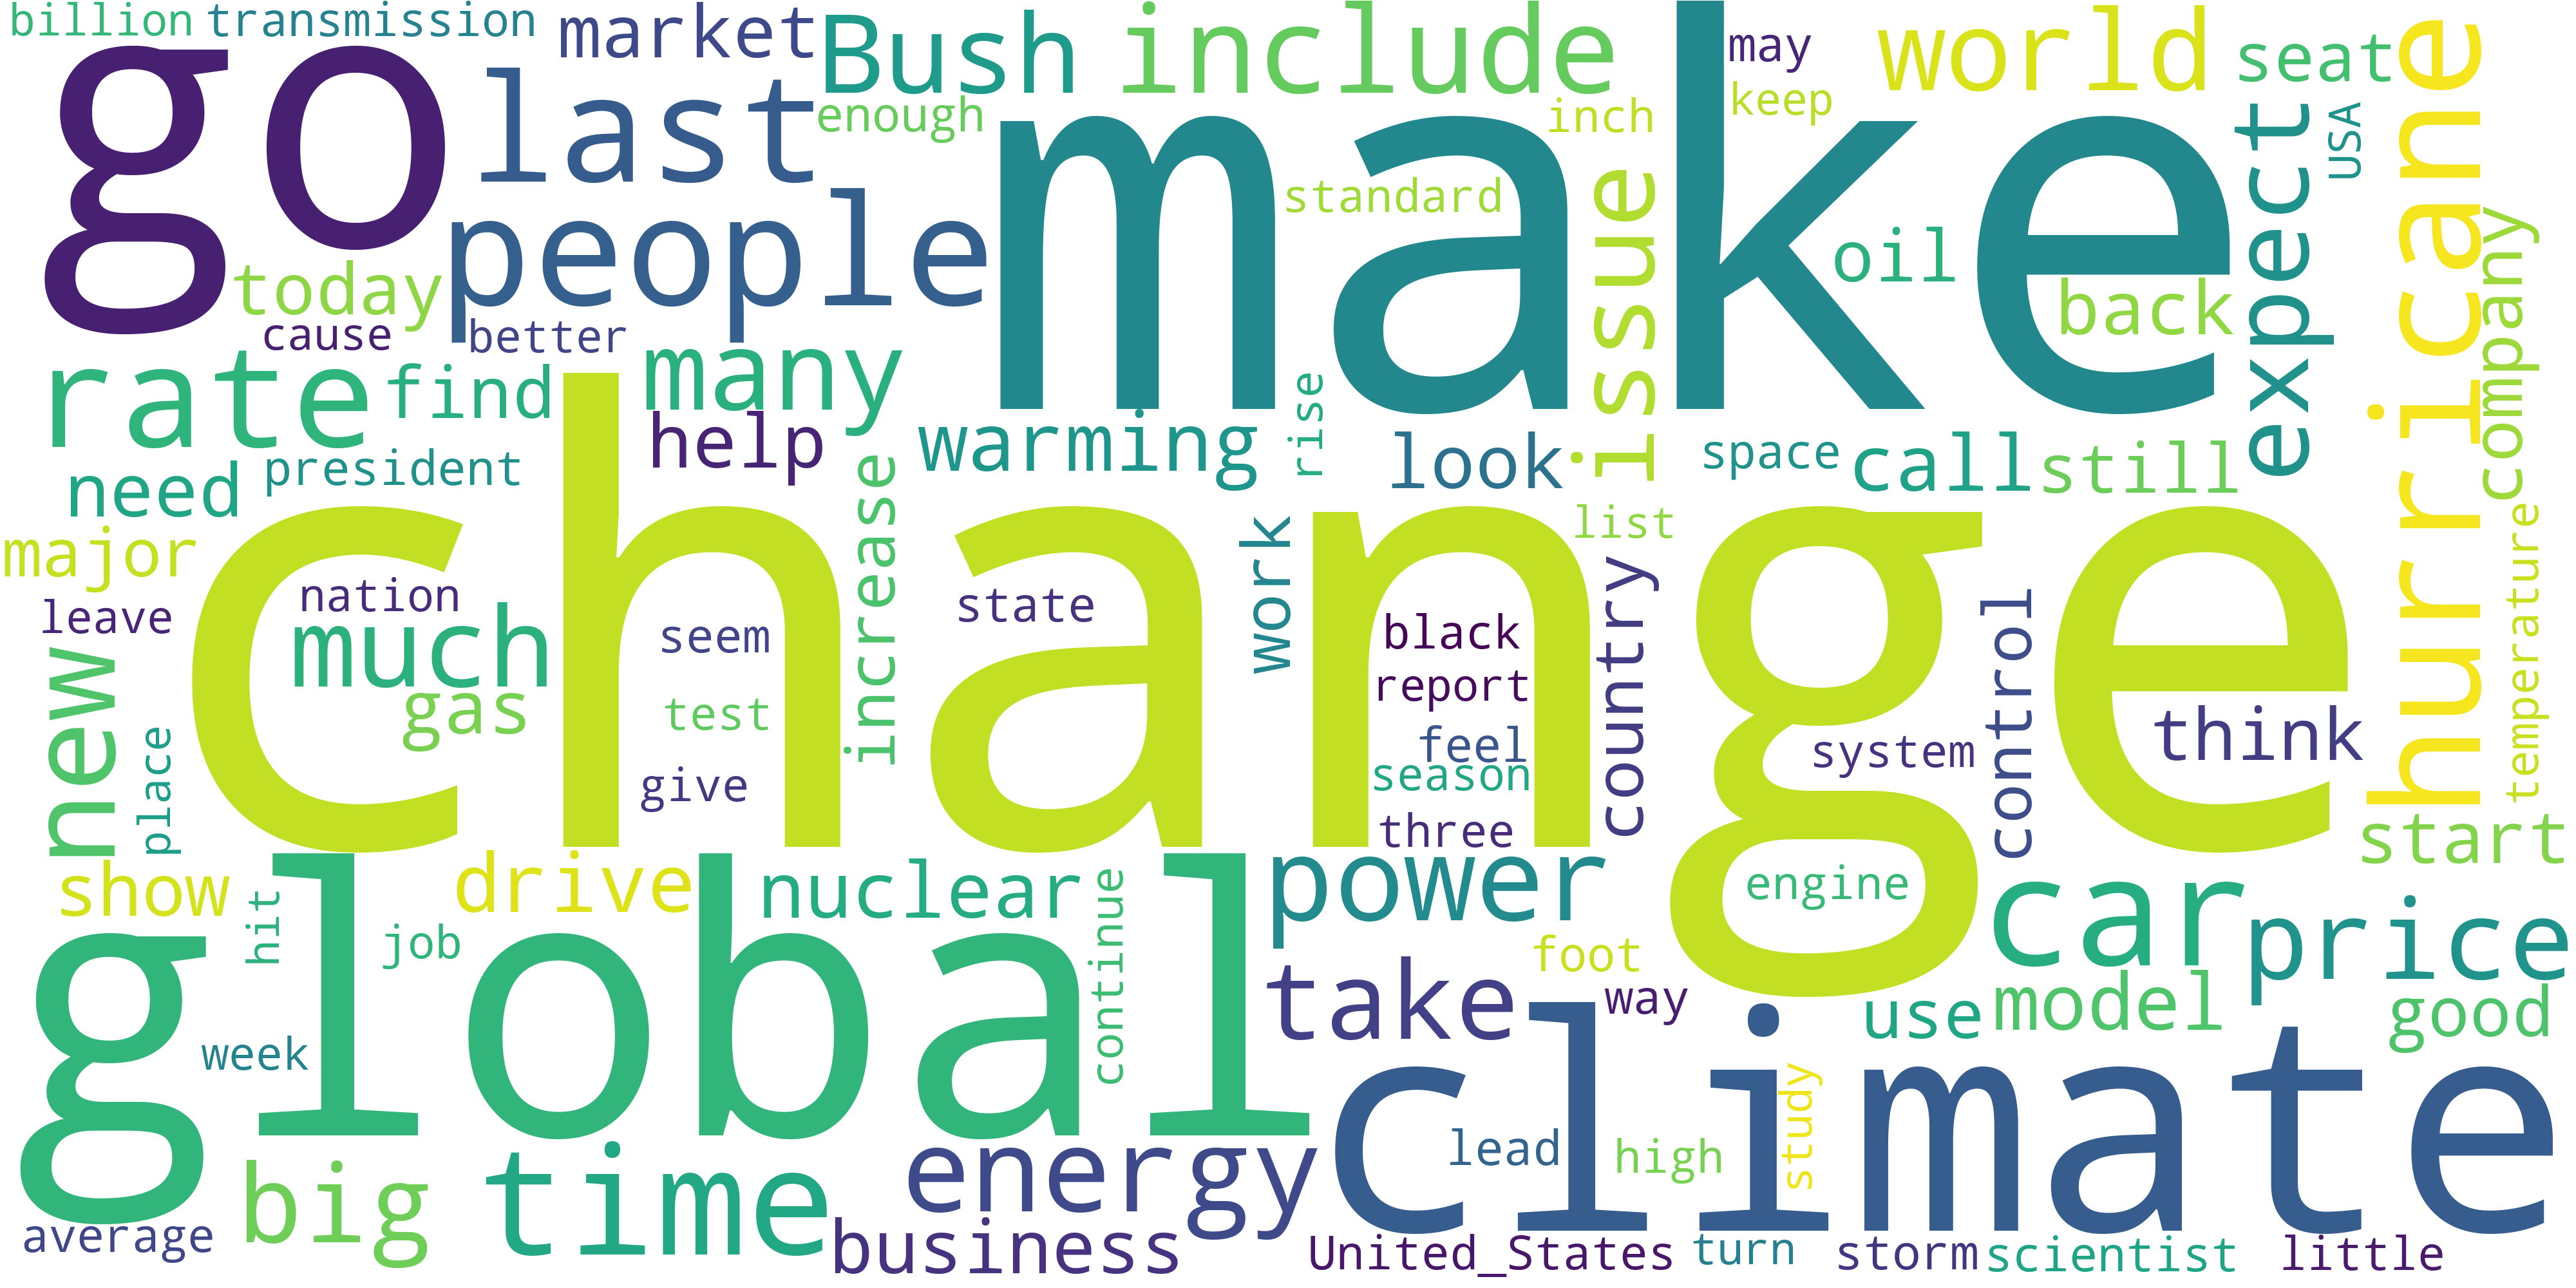 billion
transmission
market
Bush
include
may
world
seat
go
last
enough
make
inch
keep
expect
USA
hurricane
people
standard
issue
oil
back
company
today
cause
better
rate
find
many
help
warming
rise
look
space
call
still
need
president
increase
change
work
list
country
control
temperature
major
nation
leave
much
seem
state
black
new
gas
test
report
feel
system
think
place
give
season
three
start
show
hit
drive
nuclear
continue
power
engine
car
price
global
job
foot
take
way
use
model
good
week
climate
lead
high
study
big
time
energy
average
business
United_States
turn
storm
scientist
little